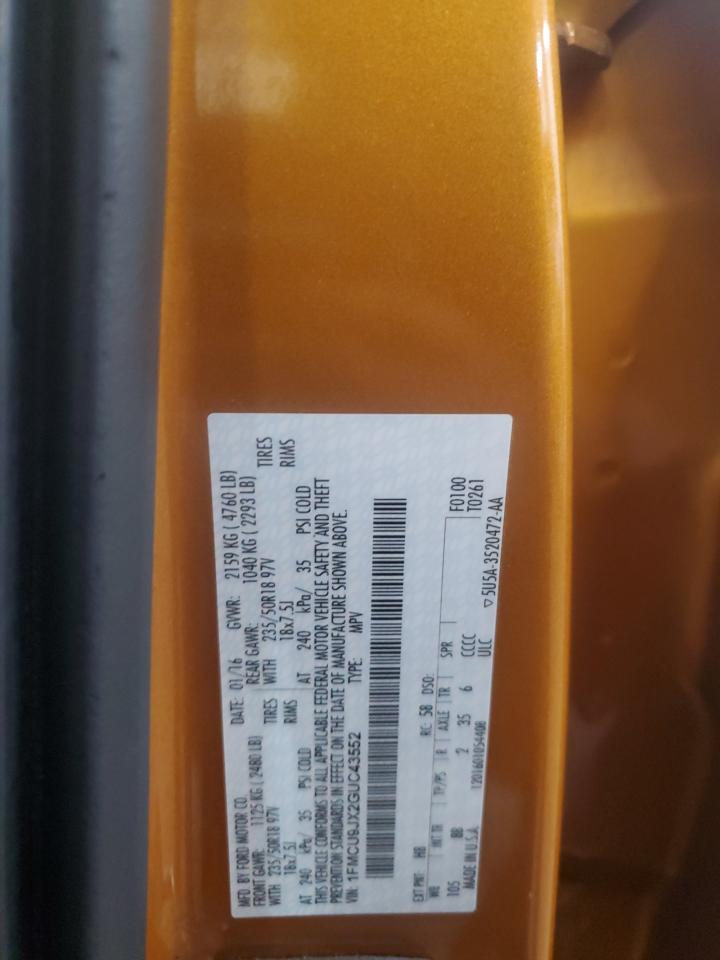 MFD. BY FORD MOTOR CO. DATE: 01/16 GVWR: 2159 KG ( 4760 LB)
FRONT GAWR: 1125 KG ( 2480 LB) REAR GAWR: 1040 KG ( 2293 LB)
WITH 235/50R18 97V TIRES WITH 235/50R18 97V TIRES
18x7.5J RIMS 18x7.5J RIMS
AT 240 kPa/ 35 PSI COLD AT 240 kPa/ 35 PSI COLD
THIS VEHICLE CONFORMS TO ALL APPLICABLE FEDERAL MOTOR VEHICLE SAFETY AND THEFT
PREVENTION STANDARDS IN EFFECT ON THE DATE OF MANUFACTURE SHOWN ABOVE.
VIN: 1FMCU9JX2GUC43552 TYPE: MPV
EXT PNT: H8 RC: 58 DSO: F0100
WB INT TR TP/PS R AXLE TR SPR T0261
105 BB 2 35 6 CCCC
MADE IN U.S.A. 1201601054408 ULC ▽5U5A-3520472-AA